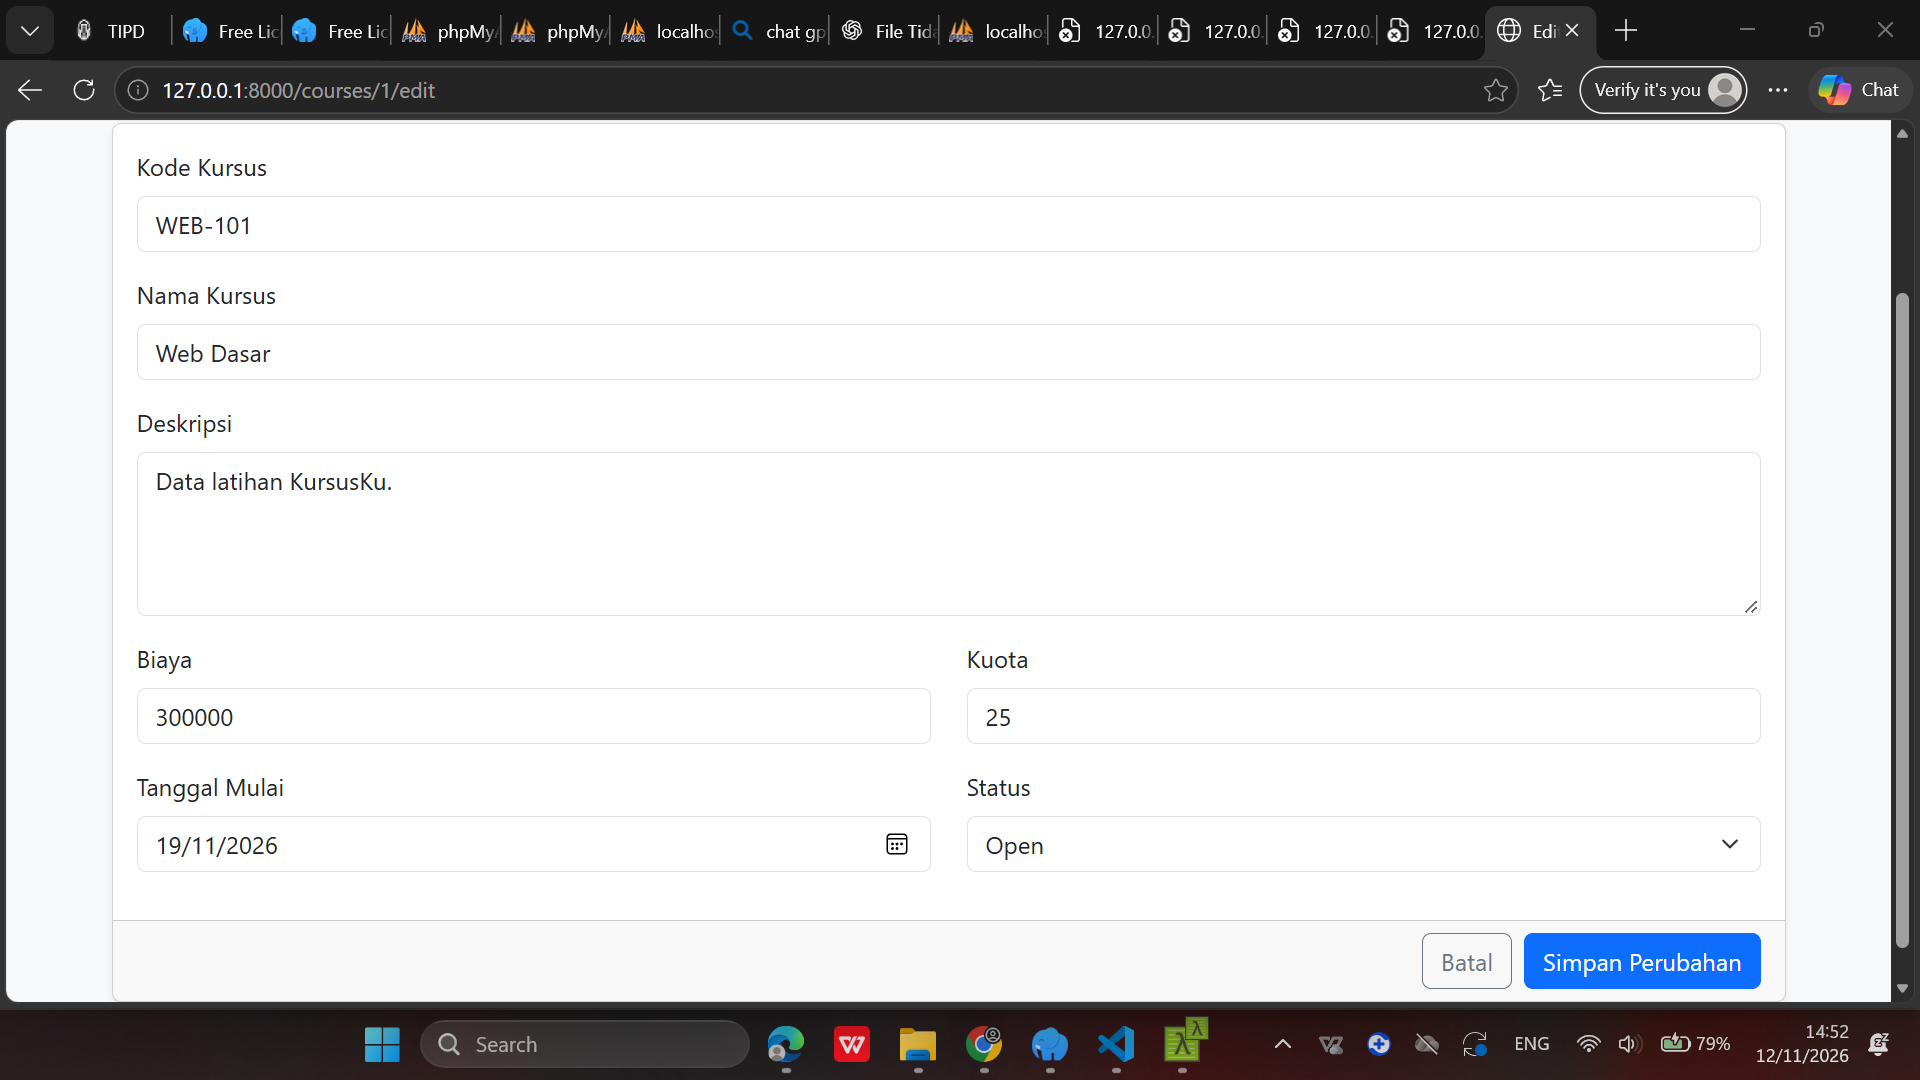 TIPD
Free Lic
Free Lic
phpMy
phpMy
localho
chat gp
File Tida
localho
127.0.0.
127.0.0.
127.0.0.
127.0.0.
Edi
127.0.0.1:8000/courses/1/edit
Verify it's you
Chat
Kode Kursus
WEB-101
Nama Kursus
Web Dasar
Deskripsi
Data latihan KursusKu.
Biaya
Kuota
300000
25
Tanggal Mulai
Status
19/11/2026
Open
Batal
Simpan Perubahan
Search
ENG
79%
14:52
12/11/2026